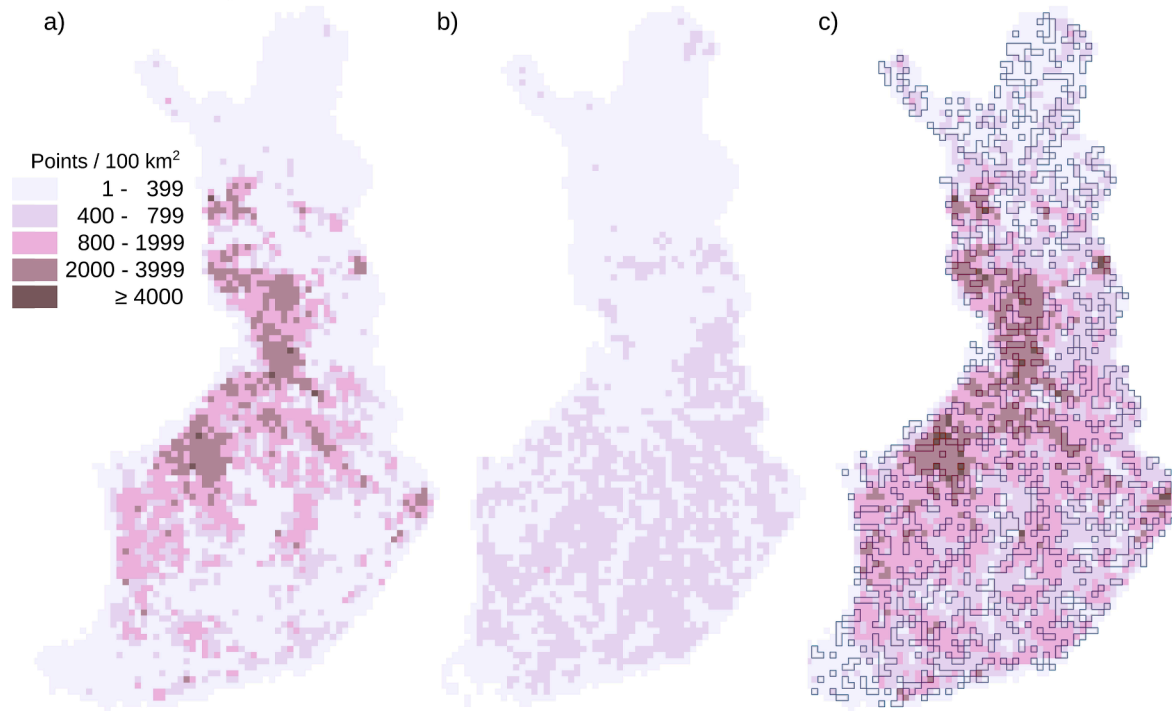 a)
b)
c)
Points / 100 km²
1 - 399
400 - 799
800 - 1999
2000 - 3999
≥ 4000